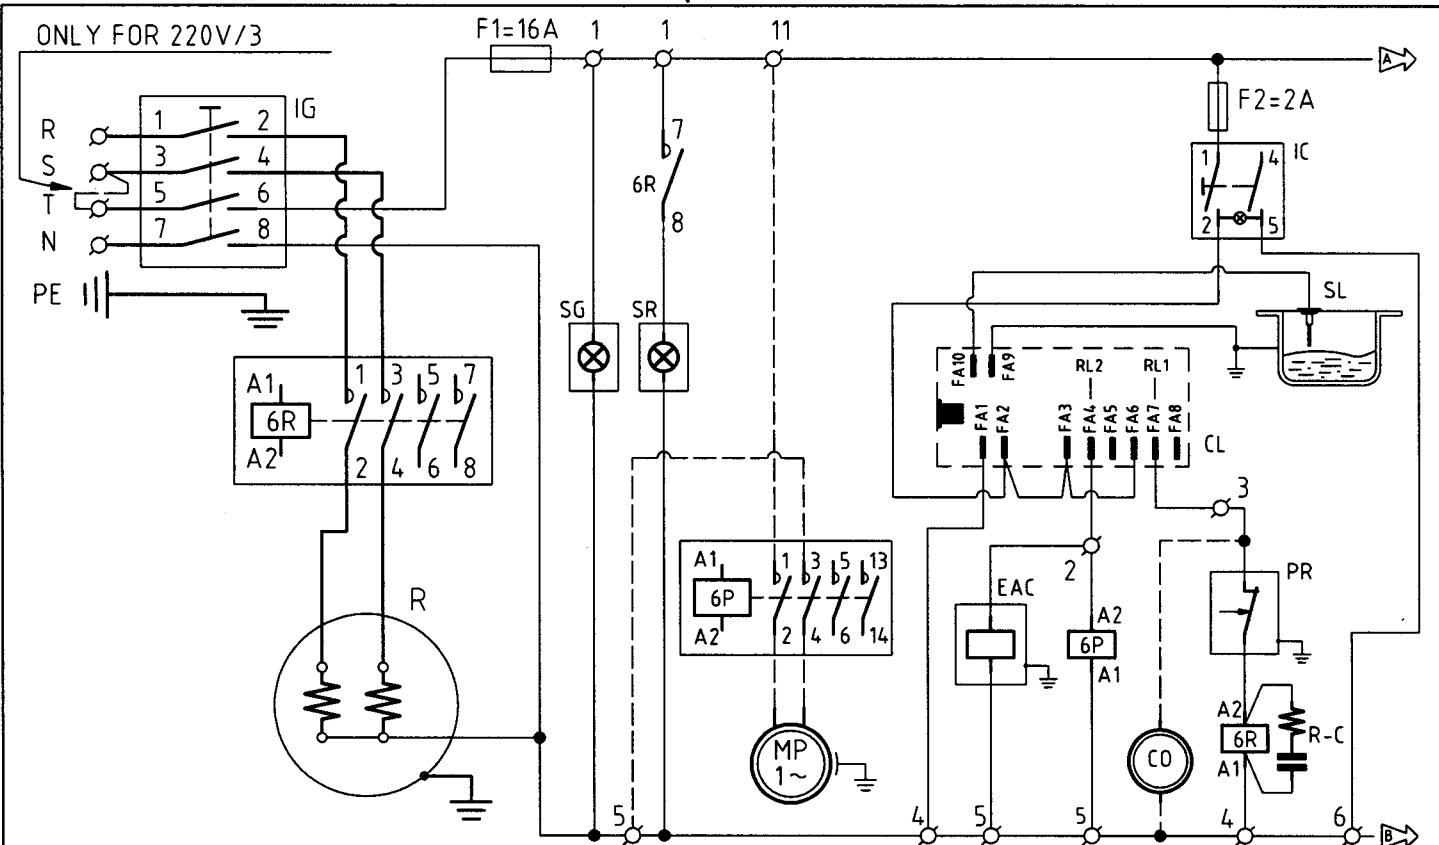 ONLY FOR 220V/3
F1=16A
1
1
11
A
F2=2A
IG
R
1
2
S
3
4
T
5
6
N
7
8
PE
7
6R
8
1
4
IC
2
5
SG
SR
SL
FA10
FA9
RL2
RL1
FA1
FA2
FA3
FA4
FA5
FA6
FA7
FA8
CL
A1
6R
A2
1
3
5
7
2
4
6
8
3
A1
6P
A2
1
3
5
13
2
4
6
14
2
EAC
A2
6P
A1
PR
R
MP
1~
CO
A2
6R
A1
R-C
5
4
5
5
4
6
B